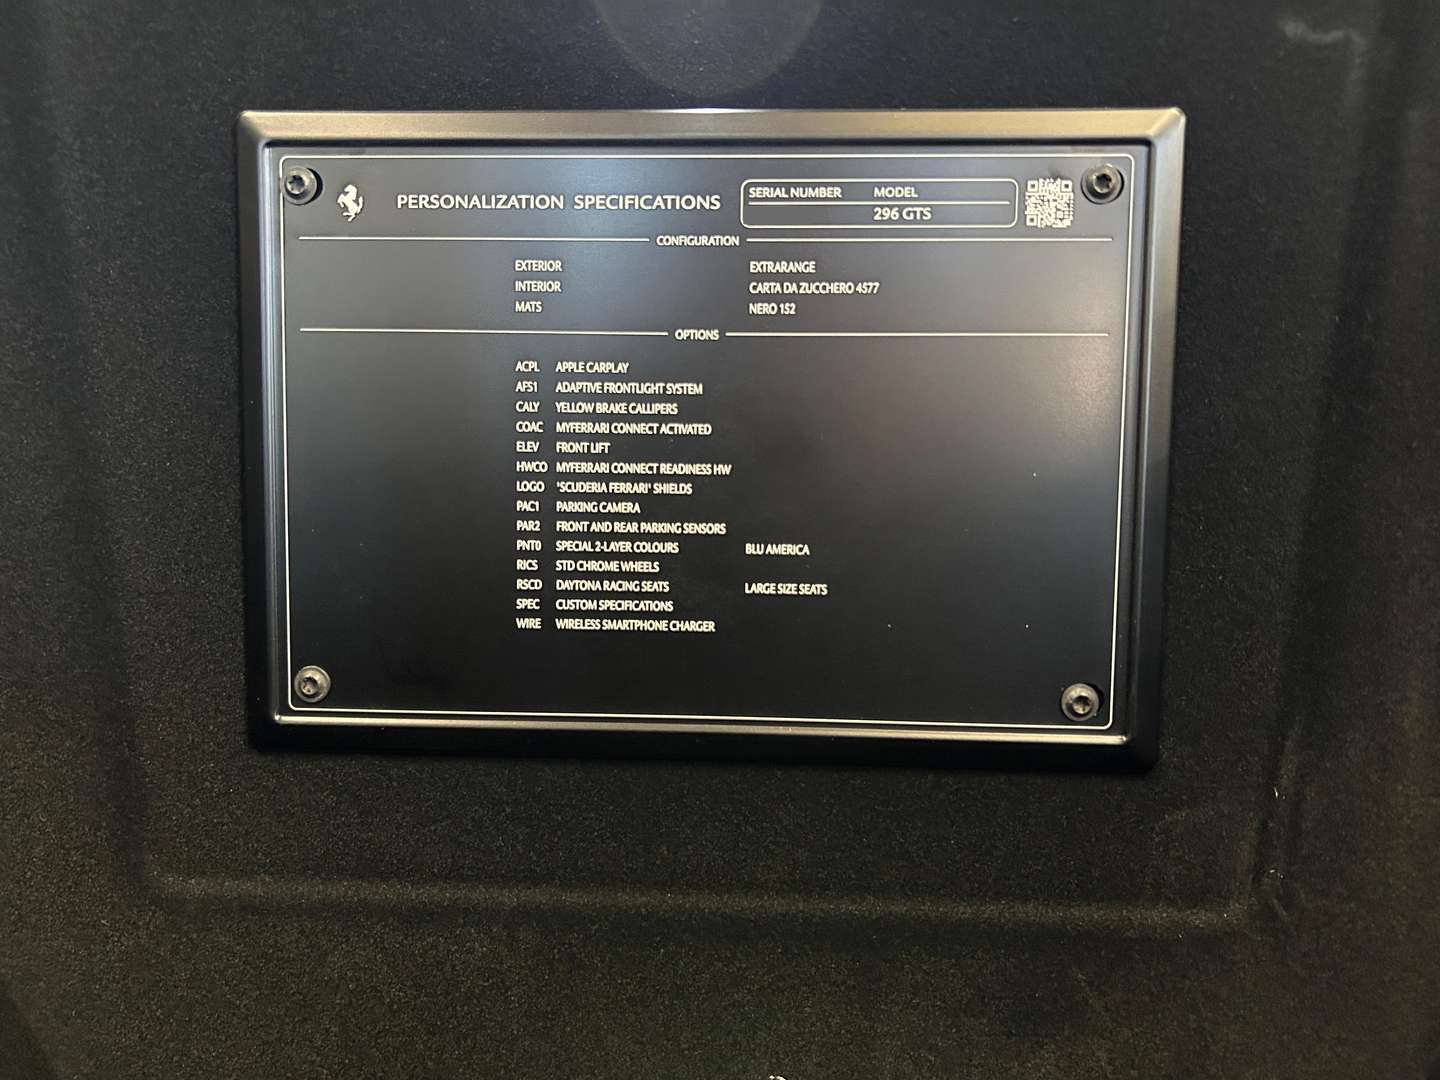 PERSONALIZATION SPECIFICATIONS
SERIAL NUMBER MODEL
296 GTS
CONFIGURATION
EXTERIOR EXTRARANGE
INTERIOR CARTA DA ZUCCHERO 4577
MATS NERO 152
OPTIONS
ACPL APPLE CARPLAY
AFS1 ADAPTIVE FRONTLIGHT SYSTEM
CALY YELLOW BRAKE CALLIPERS
COAC MYFERRARI CONNECT ACTIVATED
ELEV FRONT LIFT
HWCO MYFERRARI CONNECT READINESS HW
LOGO 'SCUDERIA FERRARI' SHIELDS
PAC1 PARKING CAMERA
PAR2 FRONT AND REAR PARKING SENSORS
PNT0 SPECIAL 2-LAYER COLOURS BLU AMERICA
RICS STD CHROME WHEELS
RSCD DAYTONA RACING SEATS LARGE SIZE SEATS
SPEC CUSTOM SPECIFICATIONS
WIRE WIRELESS SMARTPHONE CHARGER